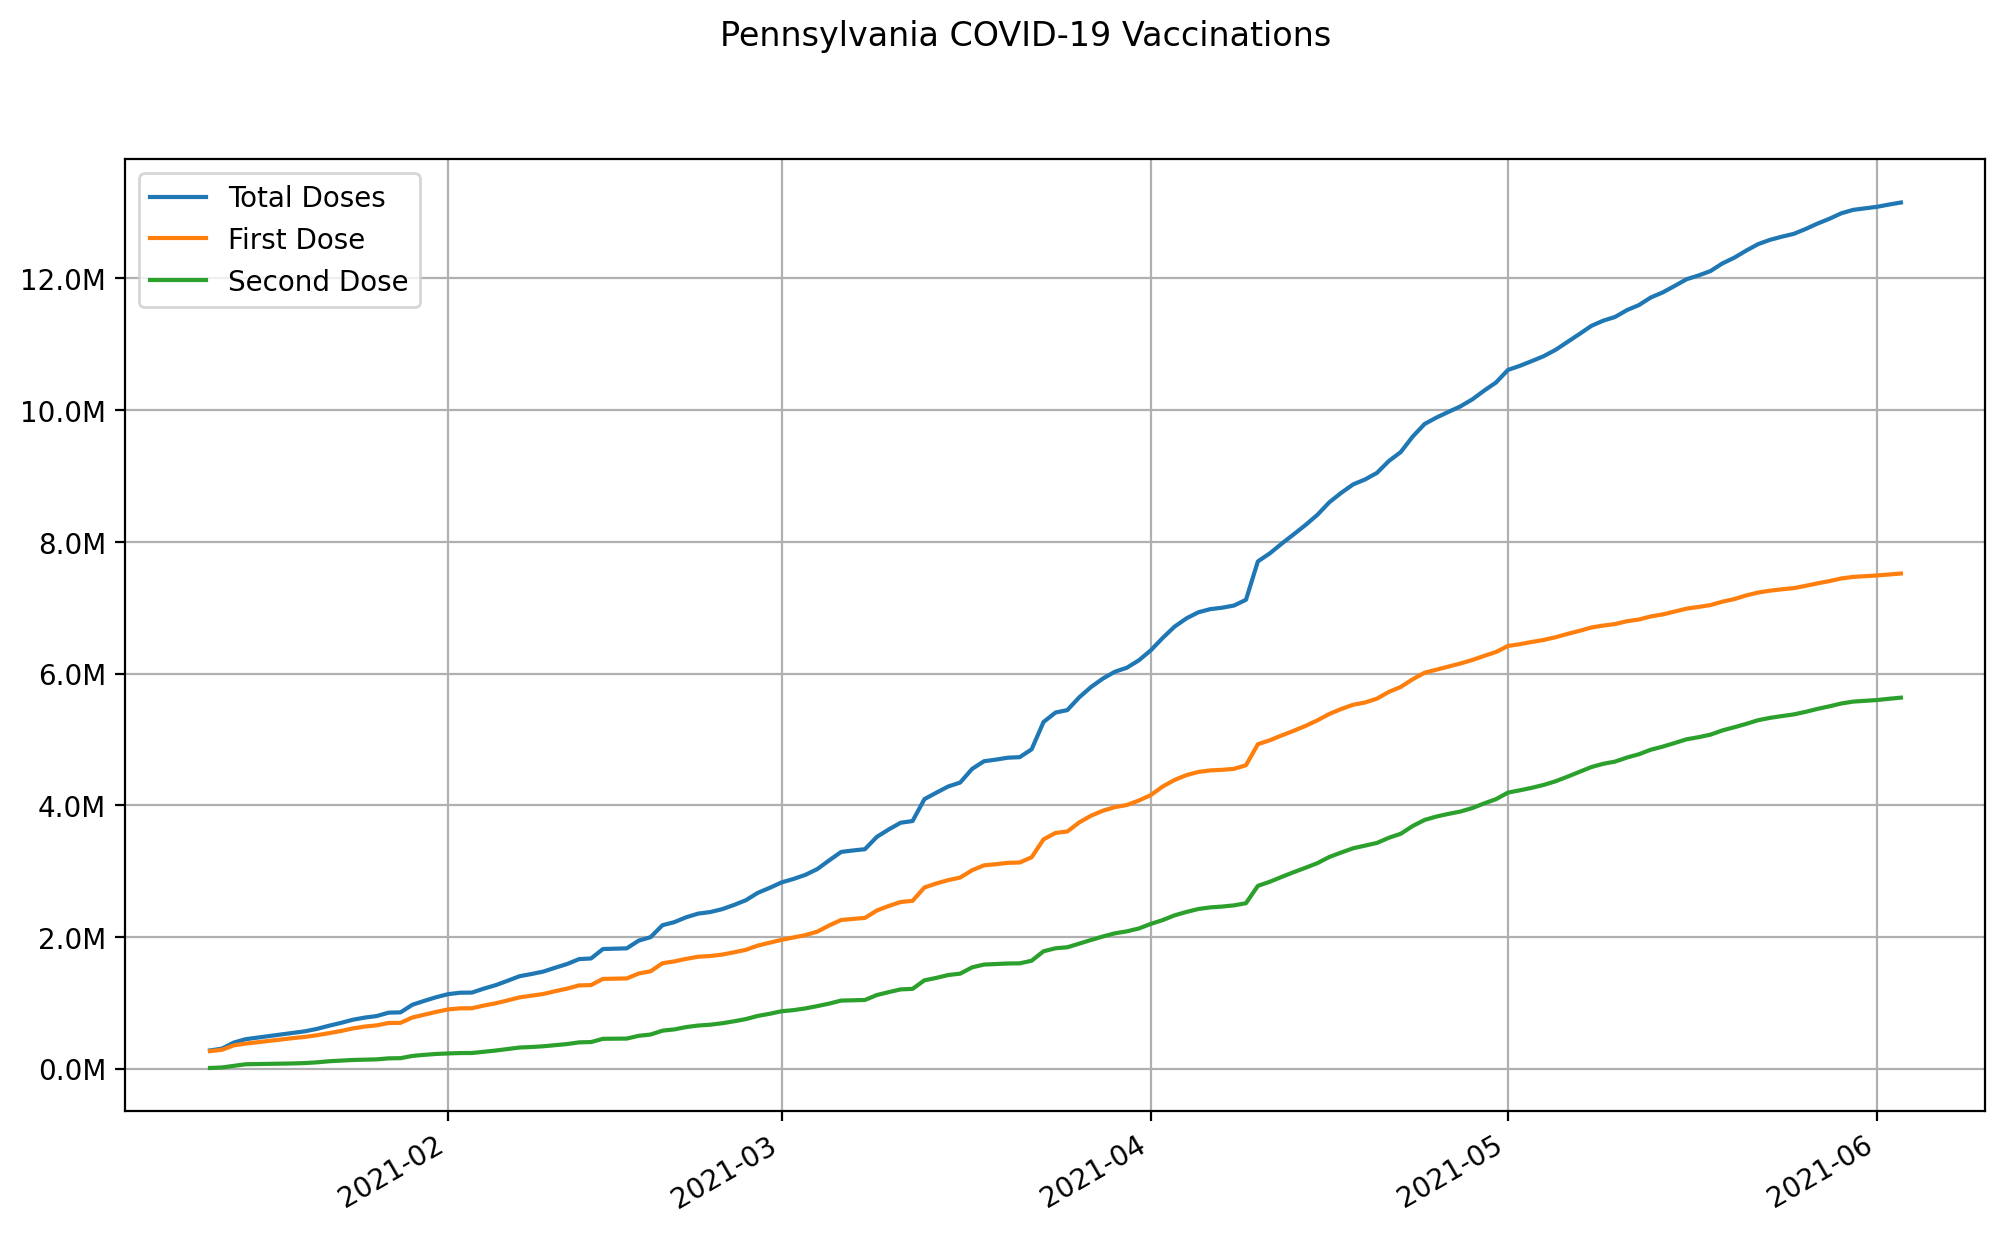 Pennsylvania COVID-19 Vaccinations
Total Doses
First Dose
Second Dose
12.0M
10.0M
8.0M
6.0M
4.0M
2.0M
0.0M
2021-02
2021-03
2021-04
2021-05
2021-06